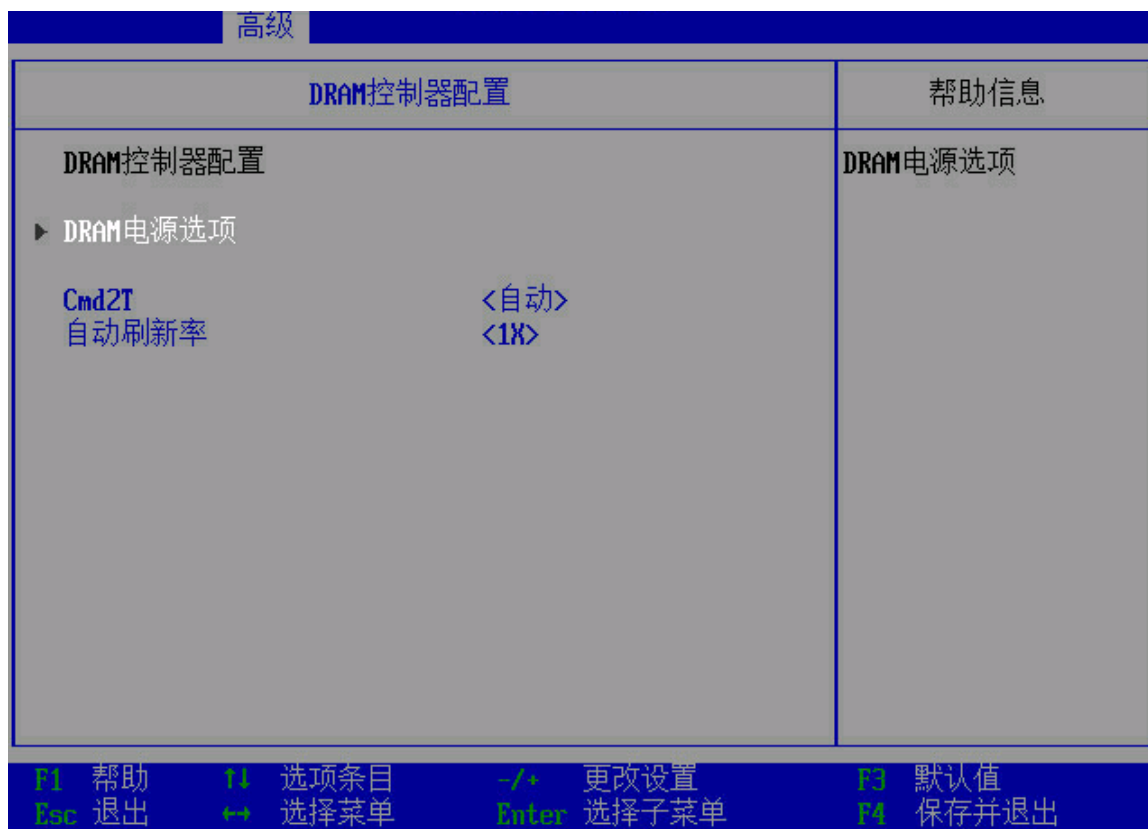 高级
DRAM控制器配置
帮助信息
DRAM控制器配置
DRAM电源选项
DRAM电源选项
Cmd2T <自动>
自动刷新率 <1X>
F1 帮助 ↑↓ 选项条目 -/+ 更改设置 F3 默认值
Esc 退出 ←→ 选择菜单 Enter 选择子菜单 F4 保存并退出